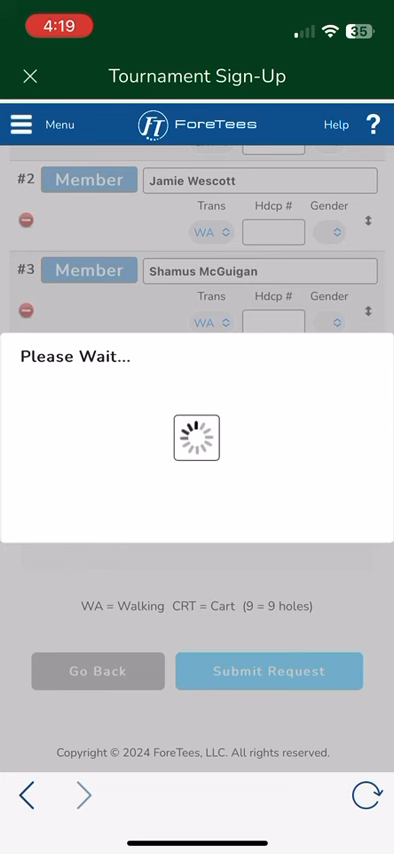 4:19
35
Tournament Sign-Up
Menu
FT ForeTees
Help ?
#2 Member Jamie Wescott
Trans Hdcp # Gender
WA
#3 Member Shamus McGuigan
Trans Hdcp # Gender
WA
Please Wait...
WA = Walking CRT = Cart (9 = 9 holes)
Go Back
Submit Request
Copyright © 2024 ForeTees, LLC. All rights reserved.